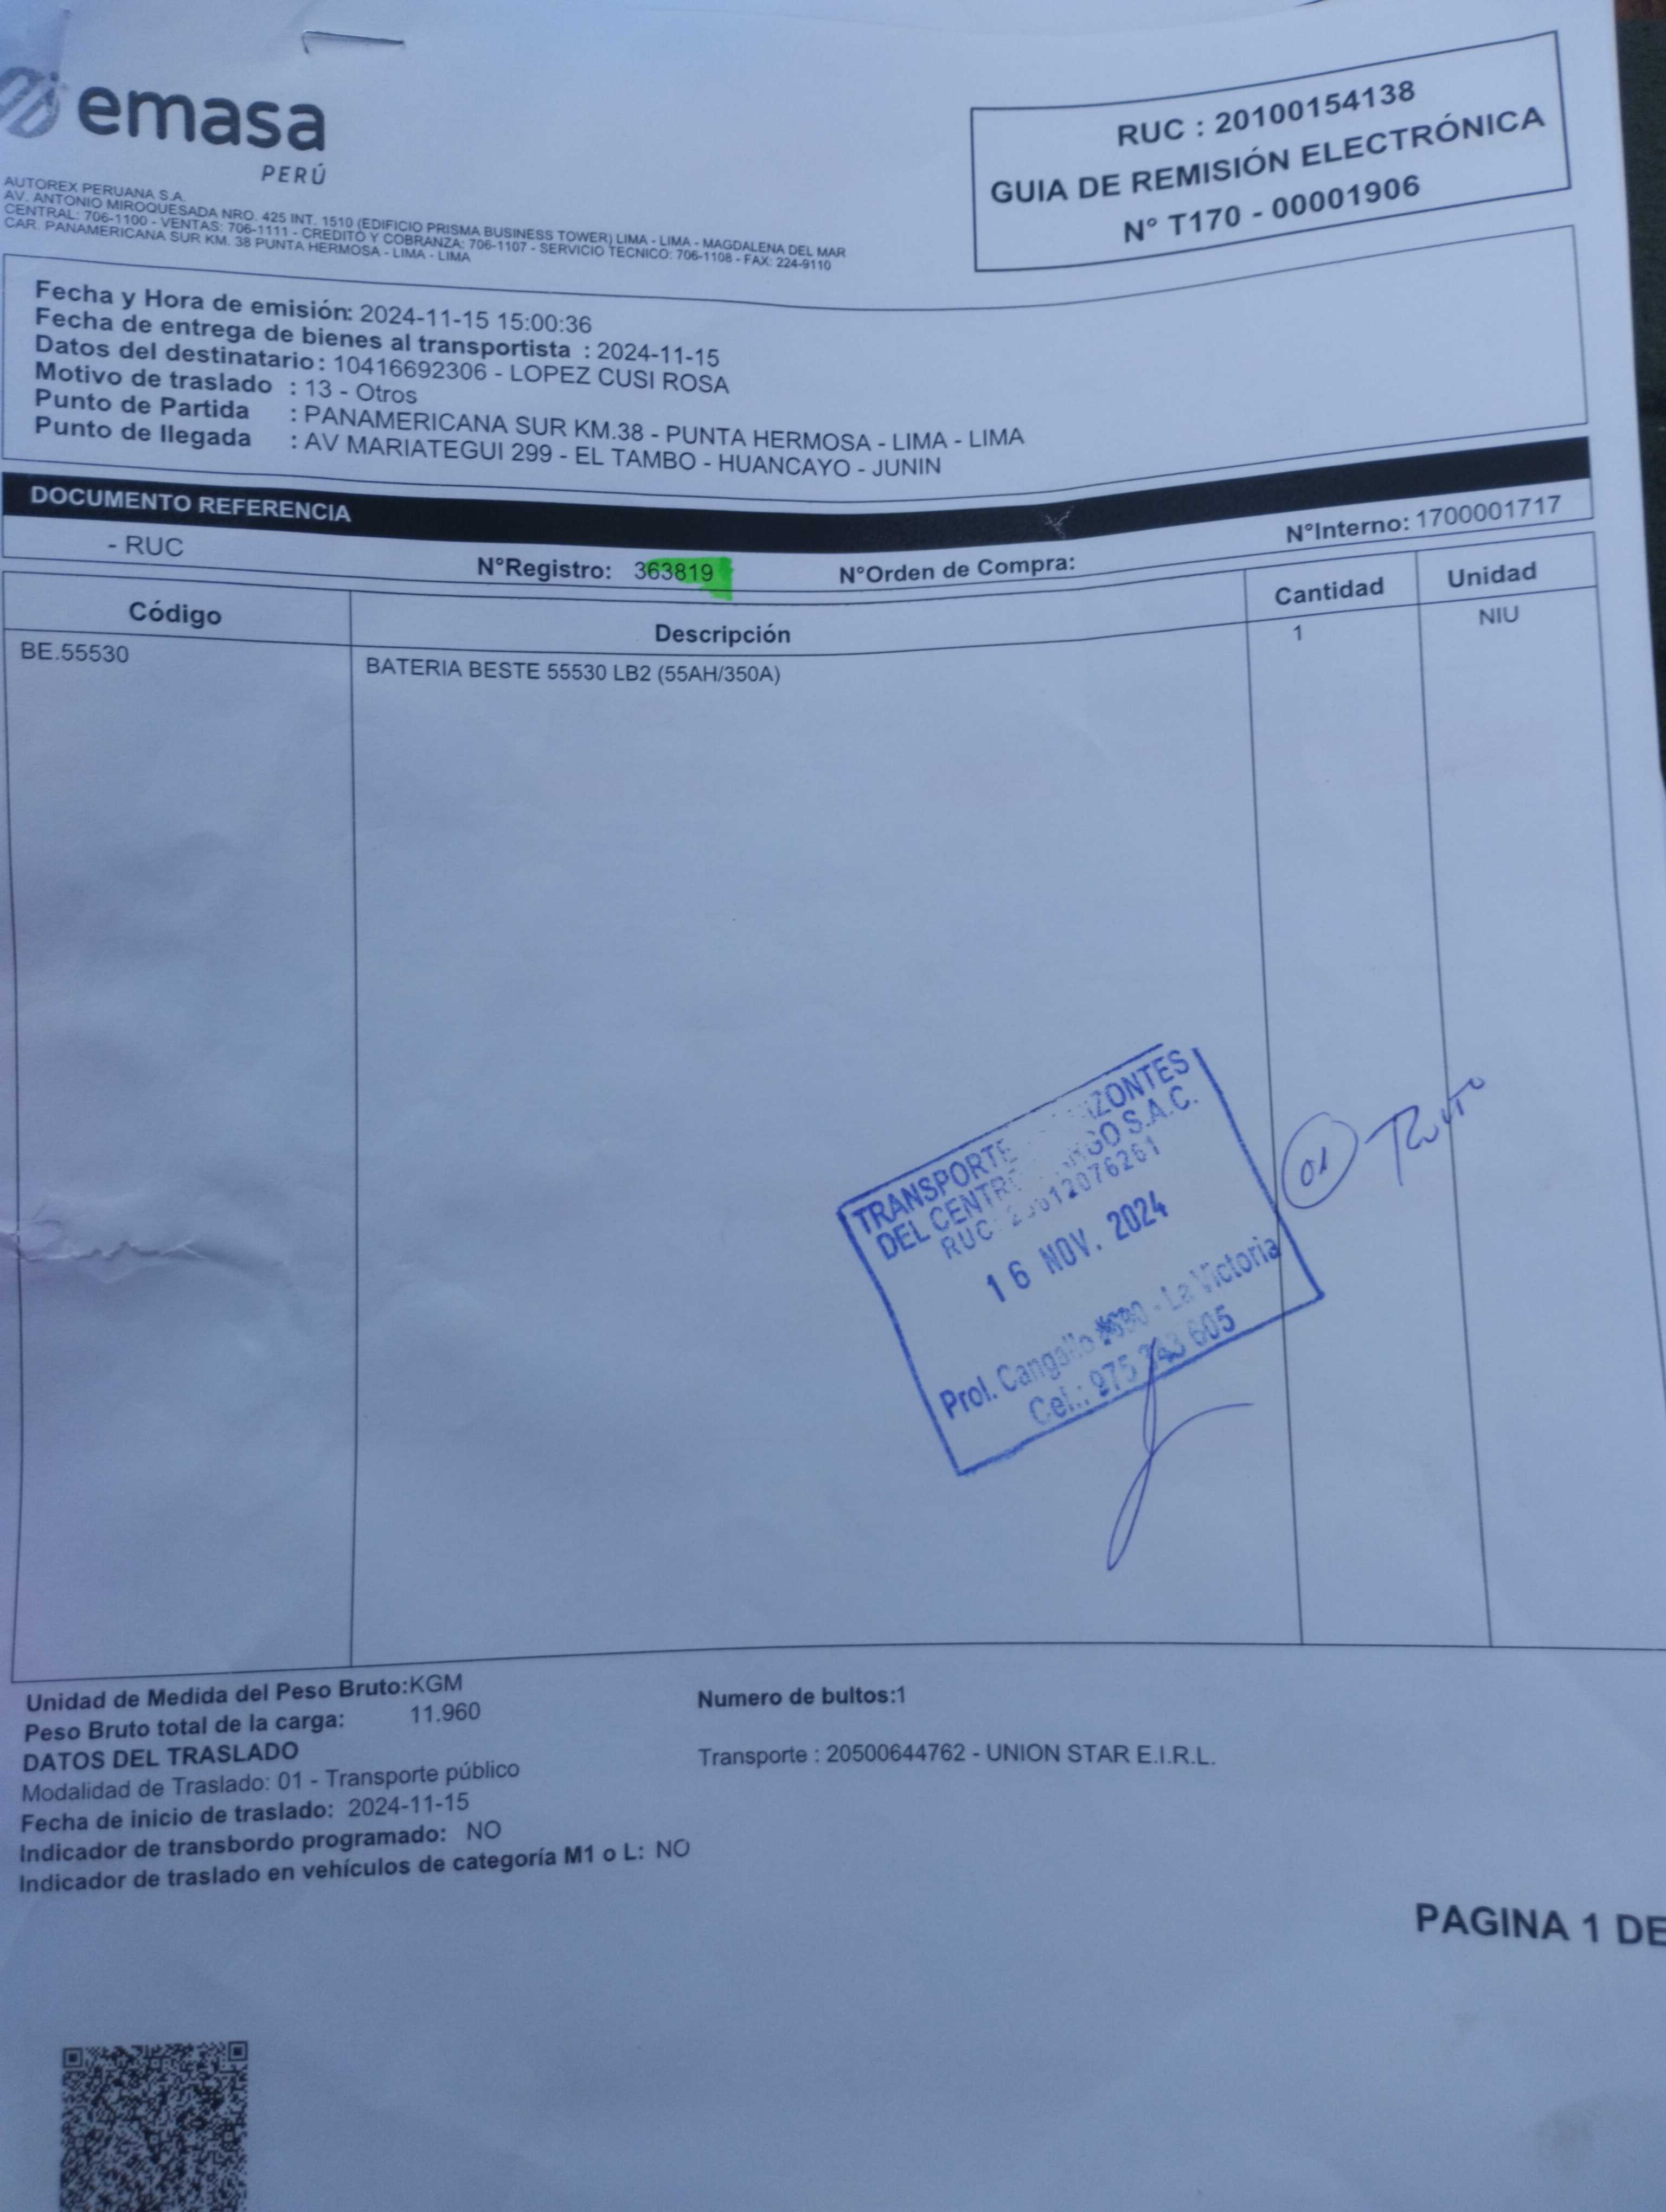 emasa
PERÚ
AUTOREX PERUANA S.A.
AV. ANTONIO MIROQUESADA NRO. 425 INT. 1510 (EDIFICIO PRISMA BUSINESS TOWER) LIMA - LIMA - MAGDALENA DEL MAR
CENTRAL: 706-1100 - VENTAS: 706-1111 - CREDITO Y COBRANZA: 706-1107 - SERVICIO TECNICO: 706-1108 - FAX: 224-9110
CAR. PANAMERICANA SUR KM. 38 PUNTA HERMOSA - LIMA - LIMA
RUC : 20100154138
GUIA DE REMISIÓN ELECTRÓNICA
N° T170 - 00001906
Fecha y Hora de emisión: 2024-11-15 15:00:36
Fecha de entrega de bienes al transportista : 2024-11-15
Datos del destinatario : 10416692306 - LOPEZ CUSI ROSA
Motivo de traslado : 13 - Otros
Punto de Partida : PANAMERICANA SUR KM.38 - PUNTA HERMOSA - LIMA - LIMA
Punto de llegada : AV MARIATEGUI 299 - EL TAMBO - HUANCAYO - JUNIN
DOCUMENTO REFERENCIA
- RUC N°Registro: 363819 N°Orden de Compra: N°Interno: 1700001717
Código Descripción Cantidad Unidad
BE.55530 BATERIA BESTE 55530 LB2 (55AH/350A) 1 NIU
TRANSPORTE
DEL CENTR S.A.C.
RUC:
16 NOV. 2024
Prol. Cangallo - La Victoria
Cel.: 975 605
01
Unidad de Medida del Peso Bruto:KGM
Peso Bruto total de la carga: 11.960
Numero de bultos:1
DATOS DEL TRASLADO
Modalidad de Traslado: 01 - Transporte público
Transporte : 20500644762 - UNION STAR E.I.R.L.
Fecha de inicio de traslado: 2024-11-15
Indicador de transbordo programado: NO
Indicador de traslado en vehículos de categoría M1 o L: NO
PAGINA 1 DE